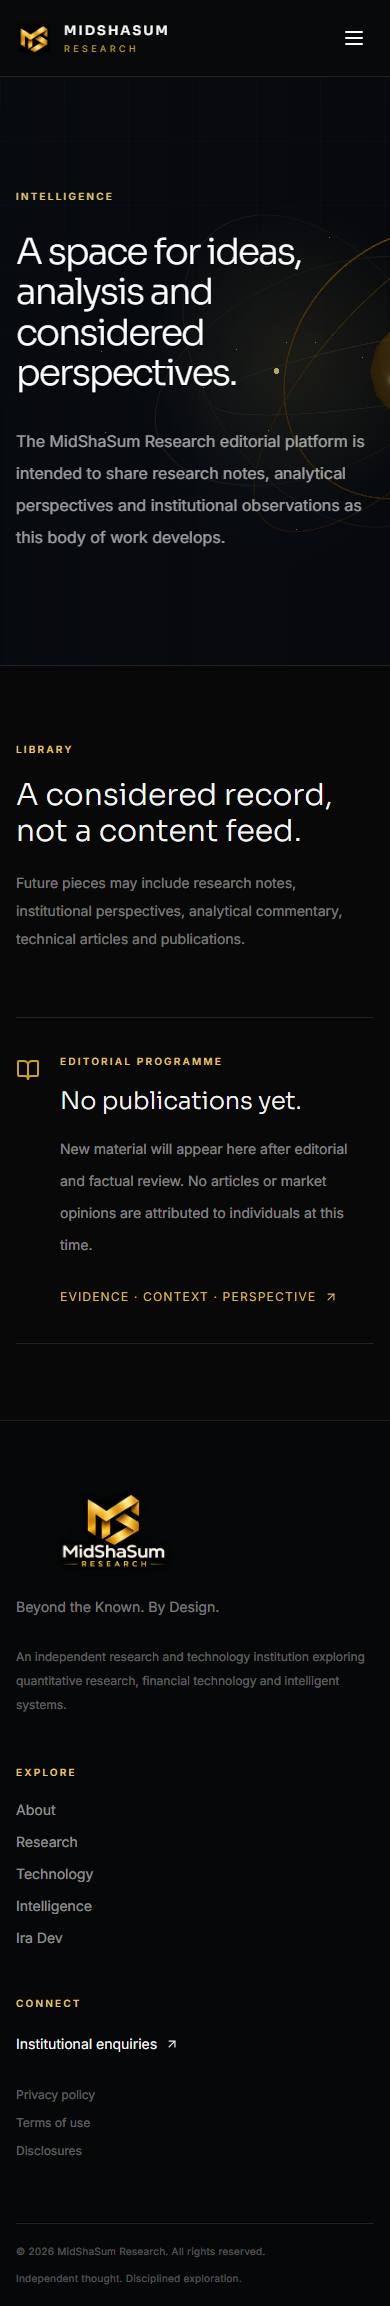 MIDSHASUM
RESEARCH
INTELLIGENCE
A space for ideas,
analysis and
considered
perspectives.
The MidShaSum Research editorial platform is
intended to share research notes, analytical
perspectives and institutional observations as
this body of work develops.
LIBRARY
A considered record,
not a content feed.
Future pieces may include research notes,
institutional perspectives, analytical commentary,
technical articles and publications.
EDITORIAL PROGRAMME
No publications yet.
New material will appear here after editorial
and factual review. No articles or market
opinions are attributed to individuals at this
time.
EVIDENCE · CONTEXT · PERSPECTIVE
MidShaSum
RESEARCH
Beyond the Known. By Design.
An independent research and technology institution exploring
quantitative research, financial technology and intelligent
systems.
EXPLORE
About
Research
Technology
Intelligence
Ira Dev
CONNECT
Institutional enquiries
Privacy policy
Terms of use
Disclosures
© 2026 MidShaSum Research. All rights reserved.
Independent thought. Disciplined exploration.